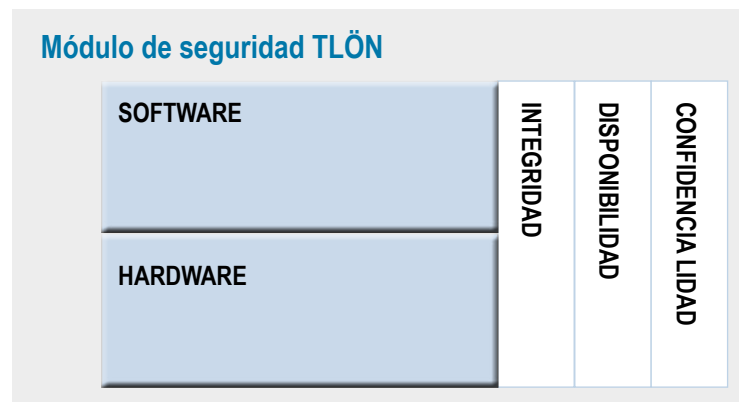 Módulo de seguridad TLÖN
SOFTWARE
HARDWARE
INTEGRIDAD
DISPONIBILIDAD
CONFIDENCIA LIDAD